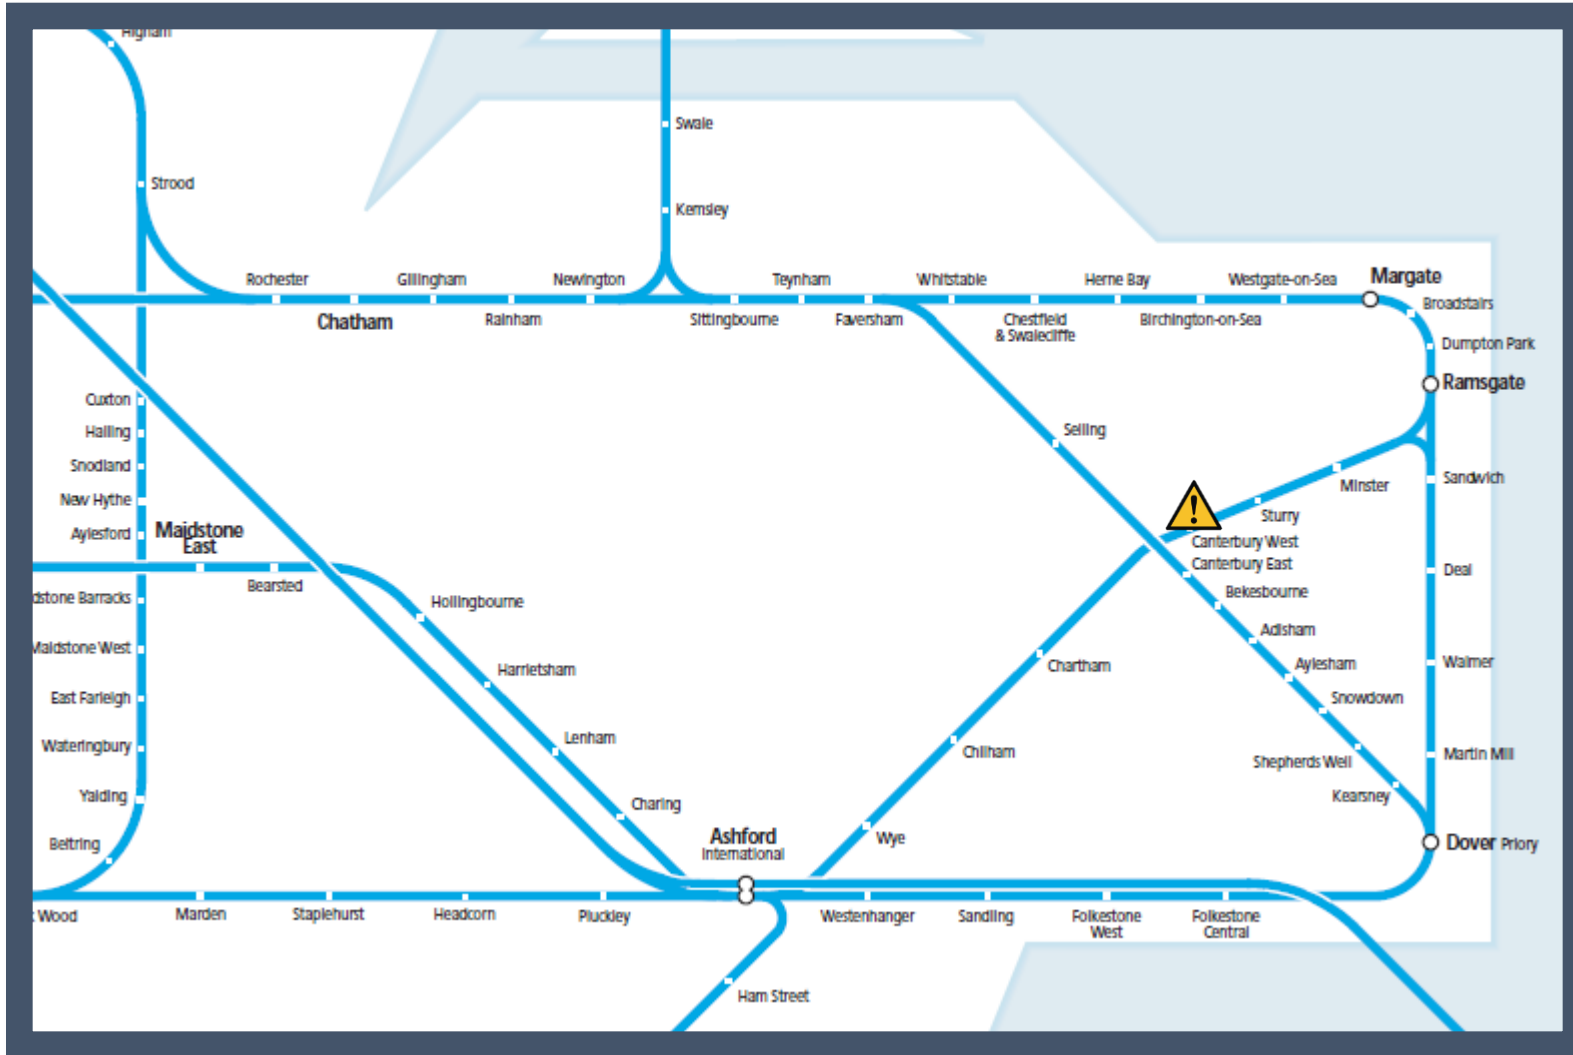 Higham
Swale
Strood
Kemsley
Rochester
Gillingham
Newington
Teynham
Whitstable
Herne Bay
Westgate-on-Sea
Margate
Broadstairs
Chatham
Rainham
Sittingbourne
Faversham
Chestfield
& Swalecliffe
Birchington-on-Sea
Dumpton Park
Ramsgate
Cuxton
Halling
Snodland
New Hythe
Aylesford
Maidstone
East
Bearsted
Selling
Minster
Sandwich
Sturry
Canterbury West
Canterbury East
Deal
Bekesbourne
dstone Barracks
Hollingbourne
Adisham
Maidstone West
Harrietsham
Chartham
Aylesham
Walmer
East Farleigh
Snowdown
Wateringbury
Lenham
Chilham
Shepherds Well
Martin Mill
Yalding
Charing
Kearsney
Beltring
Ashford
International
Wye
Dover Priory
Wood
Marden
Staplehurst
Headcorn
Pluckley
Westenhanger
Sandling
Folkestone
West
Folkestone
Central
Ham Street